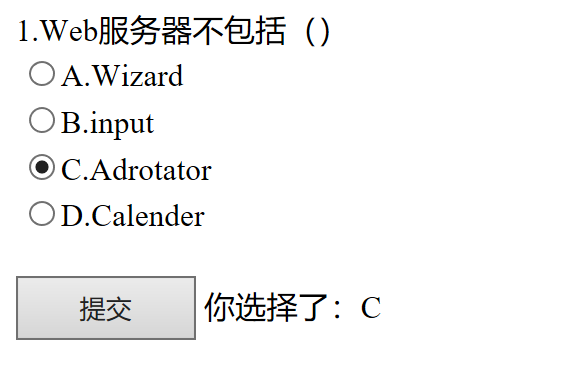 1.Web服务器不包括（）
A.Wizard
B.input
C.Adrotator
D.Calender
提交 你选择了：C